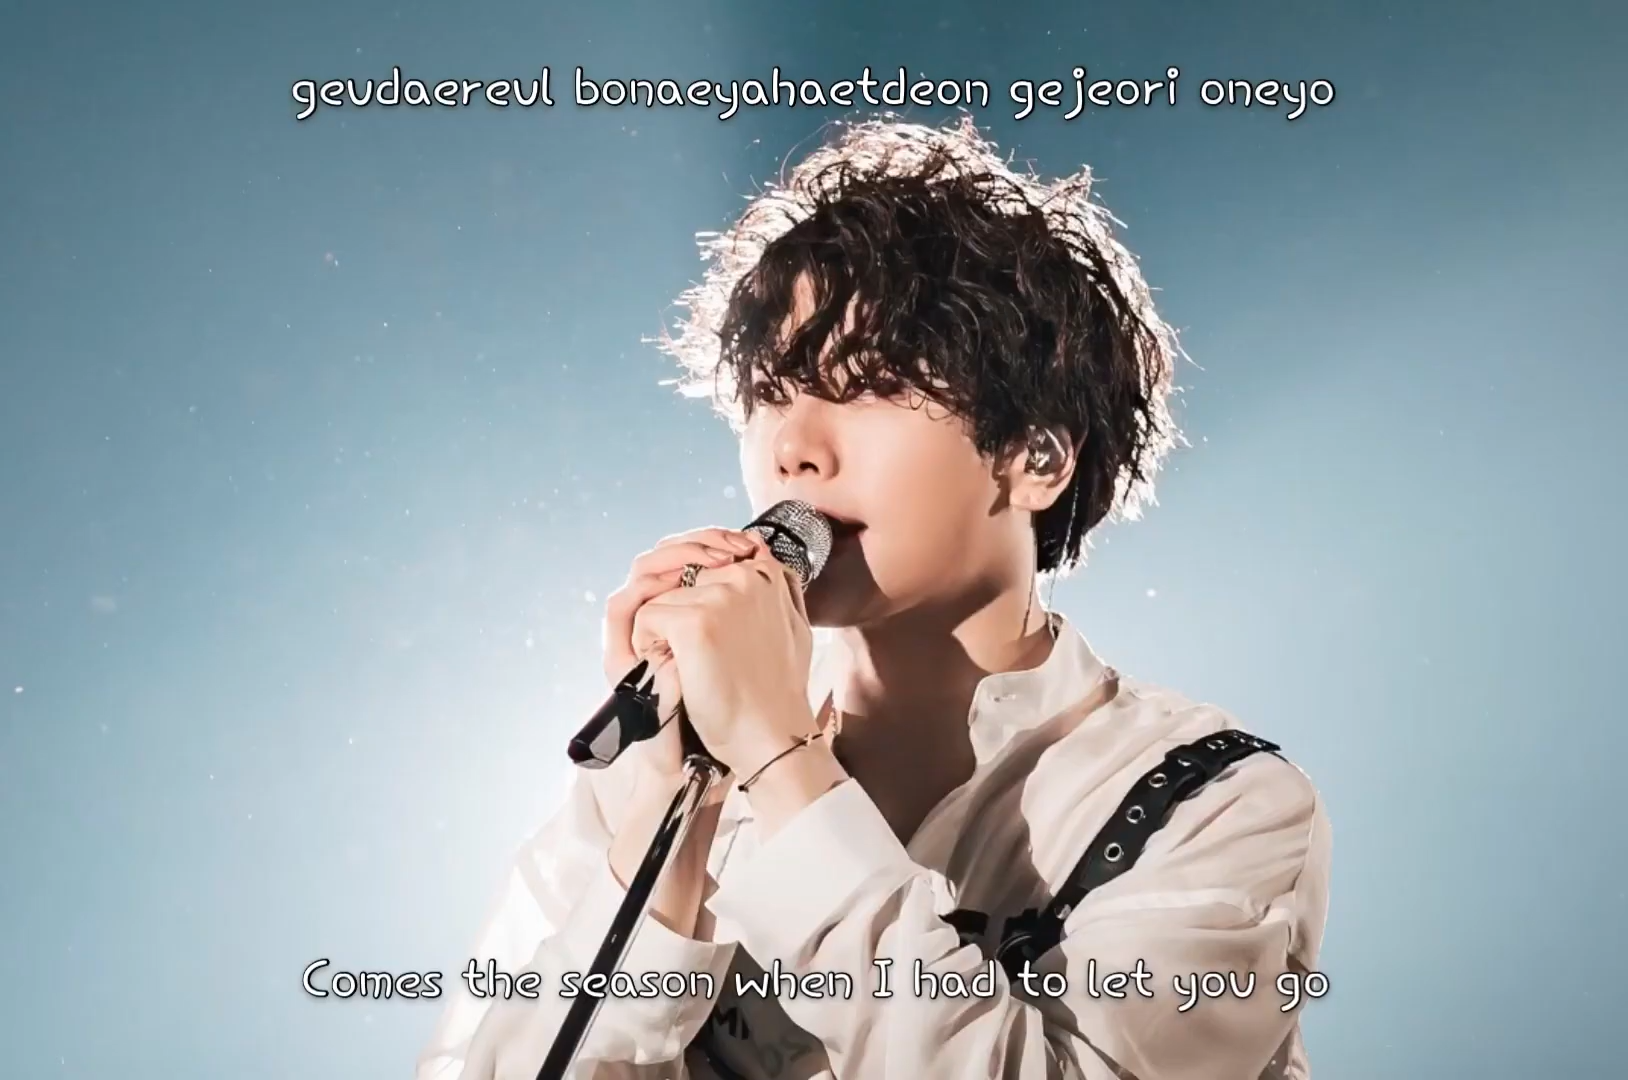 geudaereul bonaeyahaetdeon gejeori oneyo
Comes the season when I had to let you go